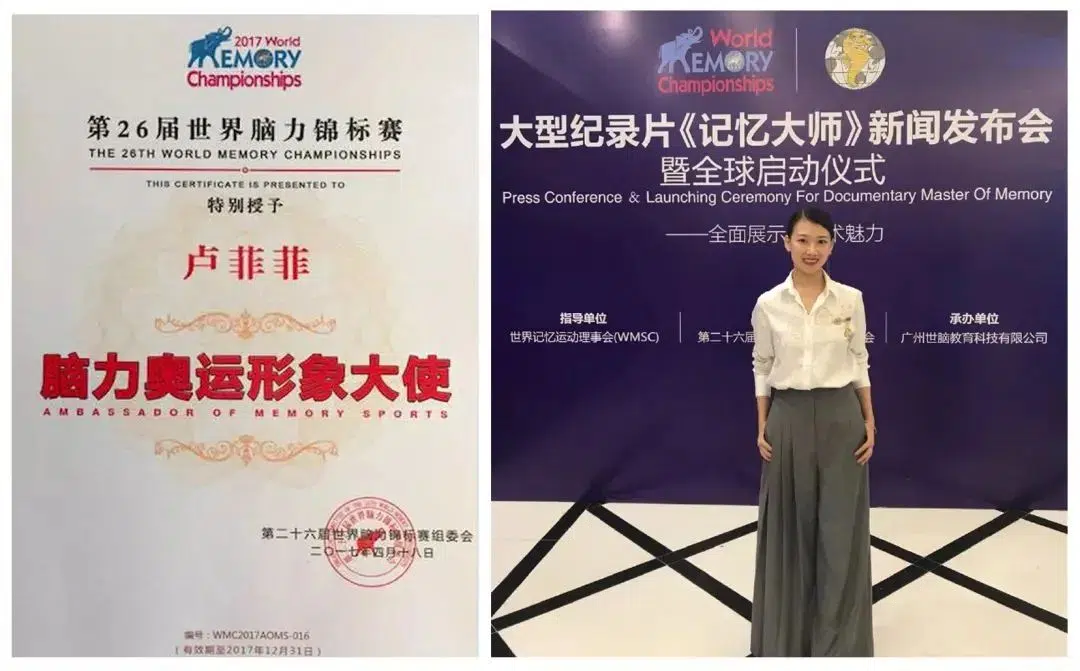 2017 World
MEMORY
Championships
第26届世界脑力锦标赛
THE 26TH WORLD MEMORY CHAMPIONSHIPS
THIS CERTIFICATE IS PRESENTED TO
特别授予
卢菲菲
脑力奥运形象大使
AMBASSADOR OF MEMORY SPORTS
第二十六届世界脑力锦标赛组委会
二〇一七年四月十八日
编号：WMC2017AOMS-016
（有效期至2017年12月31日）
World
MEMORY
Championships
大型纪录片《记忆大师》新闻发布会
暨全球启动仪式
Press Conference & Launching Ceremony For Documentary Master Of Memory
——全面展示 术魅力
指导单位
世界记忆运动理事会(WMSC)
第二十六届 会
承办单位
广州世脑教育科技有限公司